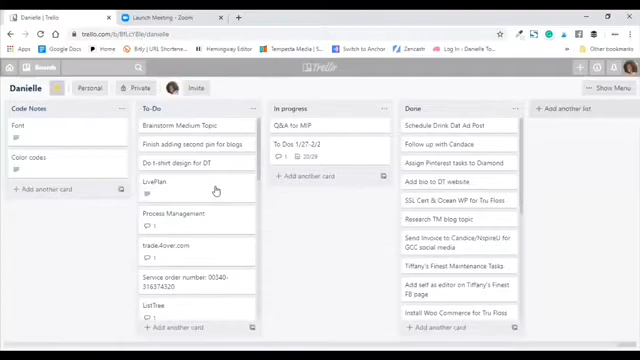 Danielle | Trello
Launch Meeting - Zoom
trello.com/b/BfLcYBle/danielle
Apps
Google Docs
Home
Bitly | URL Shortene...
Hemingway Editor
Tempesta Media - S...
Switch to Anchor
Zencastr
Log In ‹ Danielle To...
Other bookmarks
Boards
Trello
Danielle
Personal
Private
Invite
Show Menu
Code Notes
Font
Color codes
+ Add another card
To-Do
Brainstorm Medium Topic
Finish adding second pin for blogs
Do t-shirt design for DT
LivePlan
Process Management
1
trade.4over.com
1
Service order number: 00340-
316374320
ListTree
1
+ Add another card
In progress
Q&A for MIP
To Dos 1/27-2/2
1
20/29
+ Add another card
Done
Schedule Drink Dat Ad Post
Follow up with Candace
Assign Pinterest tasks to Diamond
Add bio to DT website
SSL Cert & Ocean WP for Tru Floss
Research TM blog topic
Send Invoice to Candice/NspireU for
GCC social media
Tiffany's Finest Maintenance Tasks
Add self as editor on Tiffany's Finest
FB page
Install Woo Commerce for Tru Floss
+ Add another card
+ Add another list